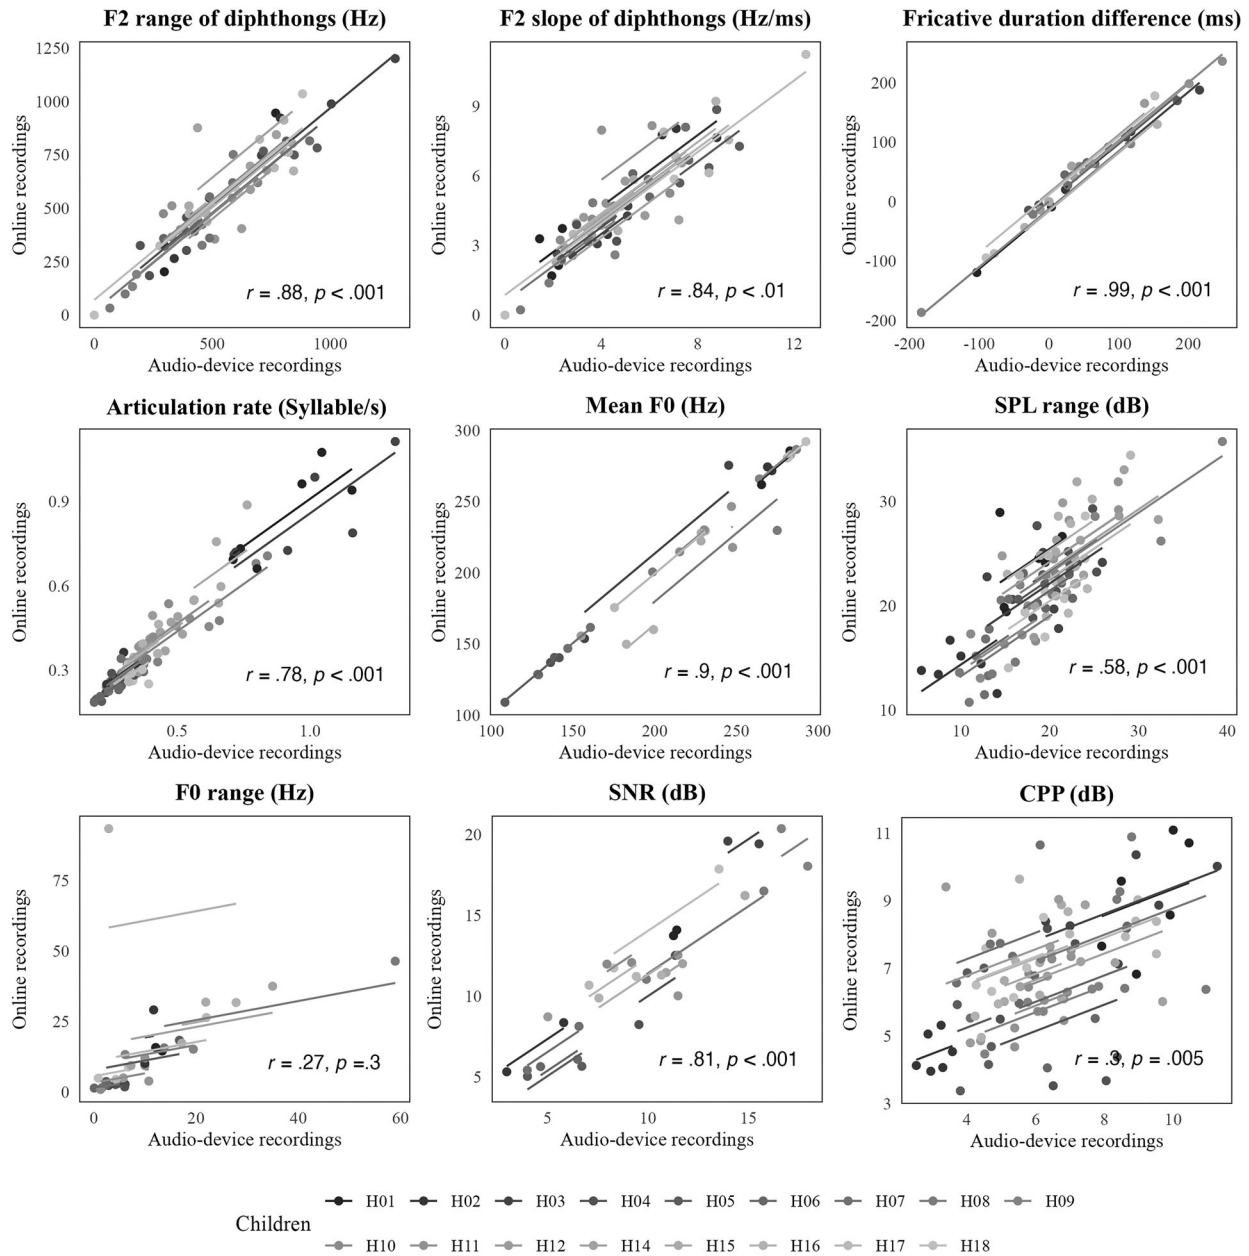 F2 range of diphthongs (Hz)
F2 slope of diphthongs (Hz/ms)
Fricative duration difference (ms)
Online recordings
1250
1000
750
500
250
0
r = .88, p < .001
0
500
1000
Audio-device recordings
Online recordings
9
6
3
0
r = .84, p < .01
0
4
8
12
Audio-device recordings
Online recordings
200
100
0
-100
-200
r = .99, p < .001
-200
-100
0
100
200
Audio-device recordings
Articulation rate (Syllable/s)
Mean F0 (Hz)
SPL range (dB)
Online recordings
0.9
0.6
0.3
r = .78, p < .001
0.5
1.0
Audio-device recordings
Online recordings
300
250
200
150
100
r = .9, p < .001
100
150
200
250
300
Audio-device recordings
Online recordings
30
20
10
r = .58, p < .001
10
20
30
40
Audio-device recordings
F0 range (Hz)
SNR (dB)
CPP (dB)
Online recordings
75
50
25
0
r = .27, p =.3
0
20
40
60
Audio-device recordings
Online recordings
20
15
10
5
r = .81, p < .001
5
10
15
Audio-device recordings
Online recordings
11
9
7
5
3
r = .3, p = .005
4
6
8
10
Audio-device recordings
Children
H01 H02 H03 H04 H05 H06 H07 H08 H09
H10 H11 H12 H14 H15 H16 H17 H18